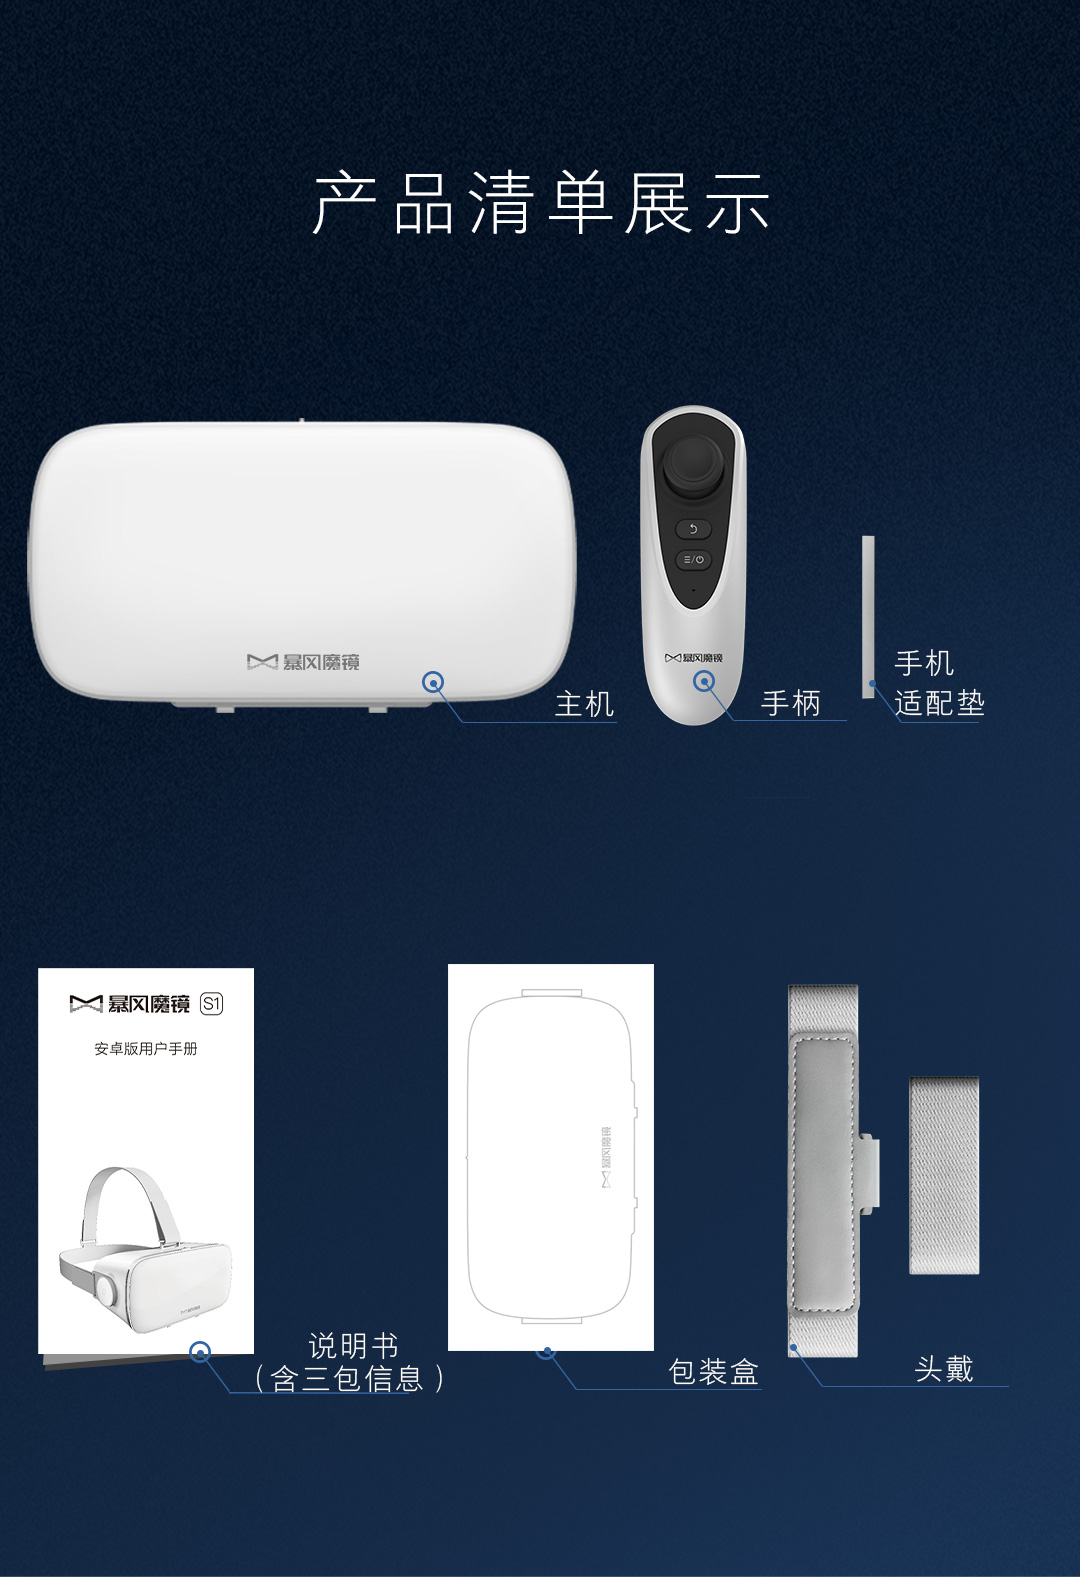 产品清单展示
暴风魔镜
暴风魔镜
主机
手柄
手机
适配垫
暴风魔镜 S1
安卓版用户手册
暴风魔镜
说明书
（含三包信息）
包装盒
头戴